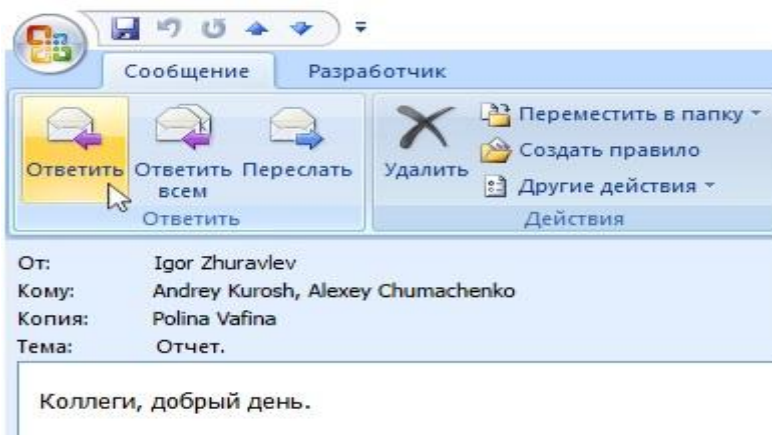 Сообщение Разработчик
Ответить Ответить всем Переслать Удалить
Переместить в папку
Создать правило
Другие действия
Ответить Действия
От: Igor Zhuravlev
Кому: Andrey Kurosh, Alexey Chumachenko
Копия: Polina Vafina
Тема: Отчет.
Коллеги, добрый день.